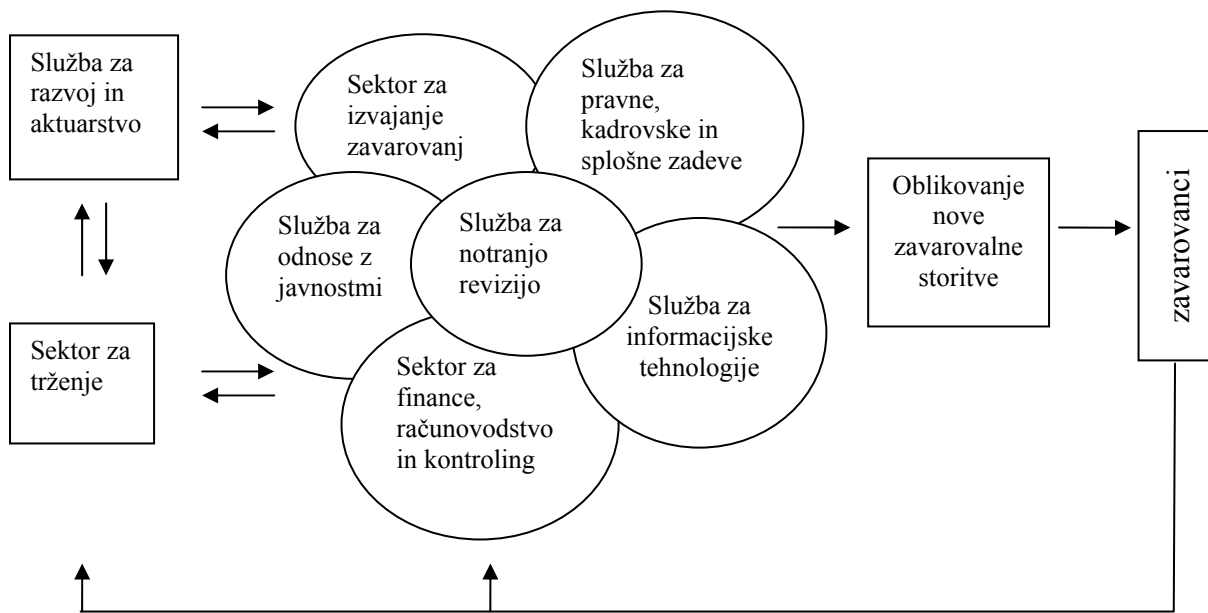 Služba za
razvoj in
aktuarstvo
Sektor za
trženje
Sektor za
izvajanje
zavarovanj
Služba za
pravne,
kadrovske in
splošne zadeve
Služba za
odnose z
javnostmi
Služba za
notranjo
revizijo
Služba za
informacijske
tehnologije
Sektor za
finance,
računovodstvo
in kontroling
Oblikovanje
nove
zavarovalne
storitve
zavarovanci